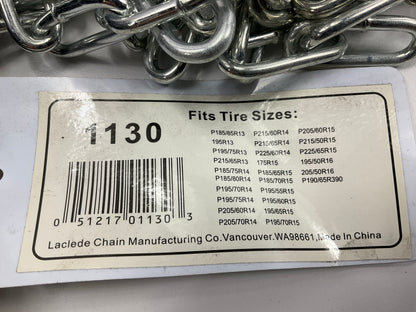 Fits Tire Sizes:
1130
P185/85R13 P215/60R14 P205/60R15
195R13 P215/65R14 P215/50R15
P195/75R13 P225/60R14 P225/65R15
P215/65R13 175R15 195/50R16
P185/75R14 P185/65R15 205/50R16
P185/80R14 P185/70R15 P190/65R390
P195/70R14 P195/55R15
P195/75R14 P195/60R15
P205/60R14 195/65R15
P205/70R14 P195/70R15
0 51217 01130 3
Laclede Chain Manufacturing Co.Vancouver.WA98661,Made In China